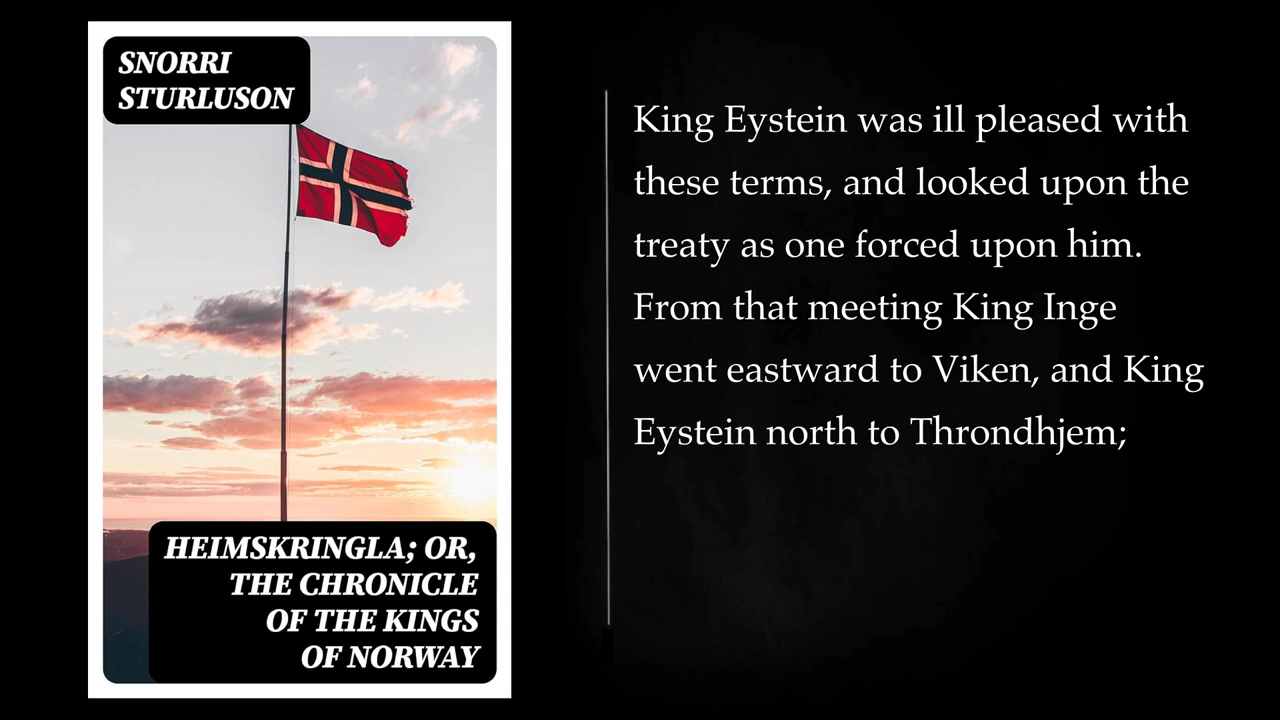 SNORRI
STURLUSON
HEIMSKRINGLA; OR,
THE CHRONICLE
OF THE KINGS
OF NORWAY
King Eystein was ill pleased with
these terms, and looked upon the
treaty as one forced upon him.
From that meeting King Inge
went eastward to Viken, and King
Eystein north to Throndhjem;